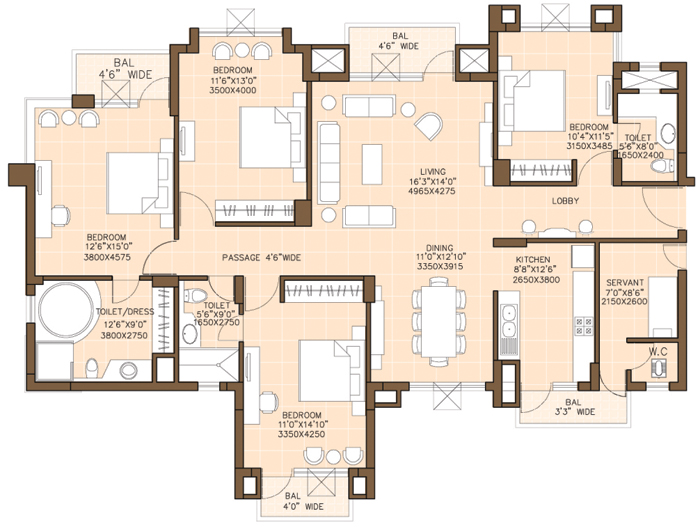 BAL
4'6" WIDE
BAL
4'6" WIDE
BEDROOM
11'6"X13'0"
3500X4000
BEDROOM
10'4"X11'5"
3150X3485
TOILET
5'6"X8'0"
1650X2400
LIVING
16'3"X14'0"
4965X4275
LOBBY
BEDROOM
12'6"X15'0"
3800X4575
PASSAGE 4'6"WIDE
DINING
11'0"X12'10"
3350X3915
KITCHEN
8'8"X12'6"
2650X3800
SERVANT
7'0"X8'6"
2150X2600
TOILET/DRESS
12'6"X9'0"
3800X2750
TOILET
5'6"X9'0"
1650X2750
W.C
BEDROOM
11'0"X14'10"
3350X4250
BAL
3'3" WIDE
BAL
4'0" WIDE